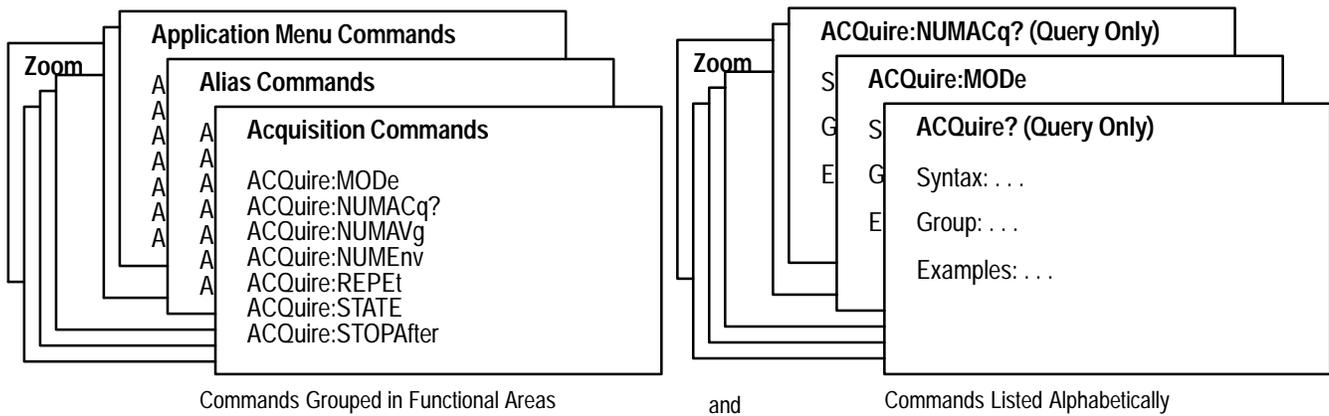 Application Menu Commands
Zoom
A
A
A
A
A
A
A
Alias Commands
A
A
A
A
A
A
A
Acquisition Commands
ACQuire:MODe
ACQuire:NUMACq?
ACQuire:NUMAVg
ACQuire:NUMEnv
ACQuire:REPEt
ACQuire:STATE
ACQuire:STOPAfter
Commands Grouped in Functional Areas
and
ACQuire:NUMACq? (Query Only)
Zoom
S
G
E
ACQuire:MODe
S
G
E
ACQuire? (Query Only)
Syntax: . . .
Group: . . .
Examples: . . .
Commands Listed Alphabetically